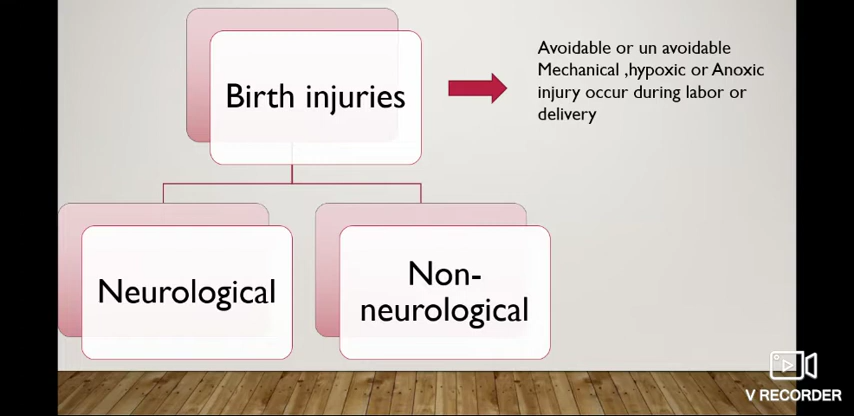 Birth injuries
Avoidable or un avoidable
Mechanical ,hypoxic or Anoxic
injury occur during labor or
delivery
Neurological
Non-
neurological
V RECORDER